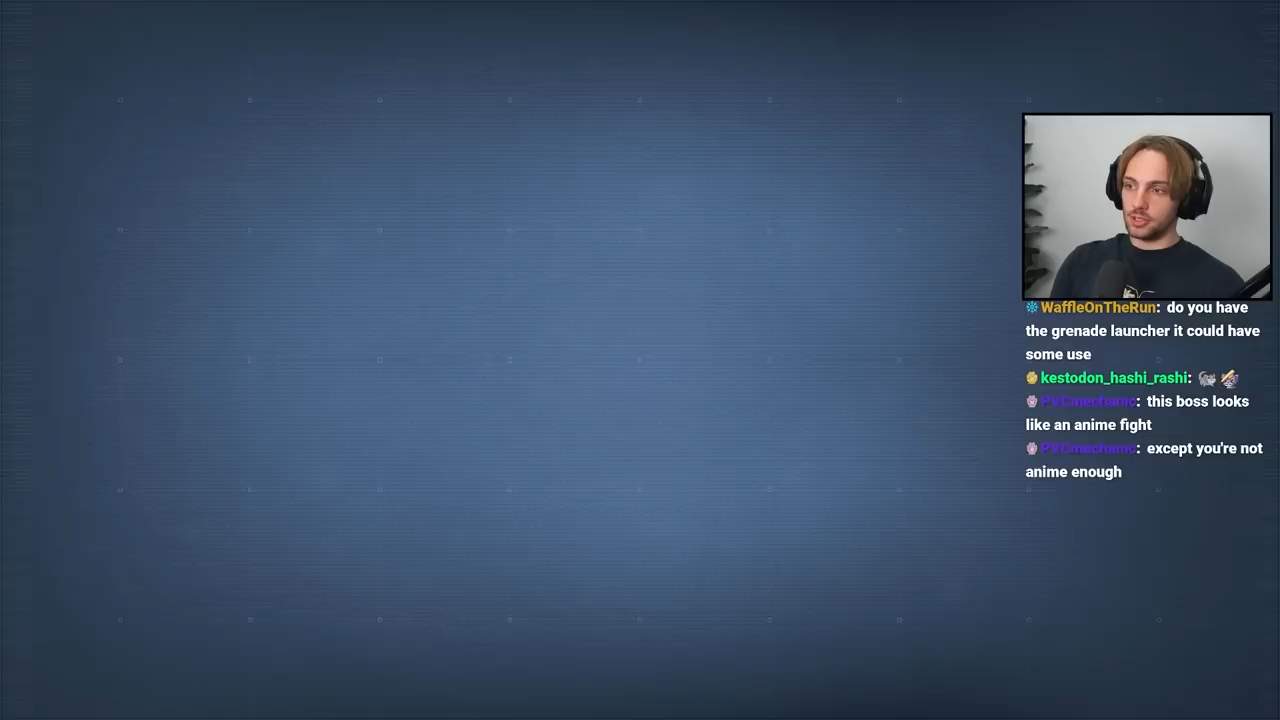 WaffleOnTheRun: do you have
the grenade launcher it could have
some use
kestodon_hashi_rashi:
PVCmechanic: this boss looks
like an anime fight
PVCmechanic: except you're not
anime enough